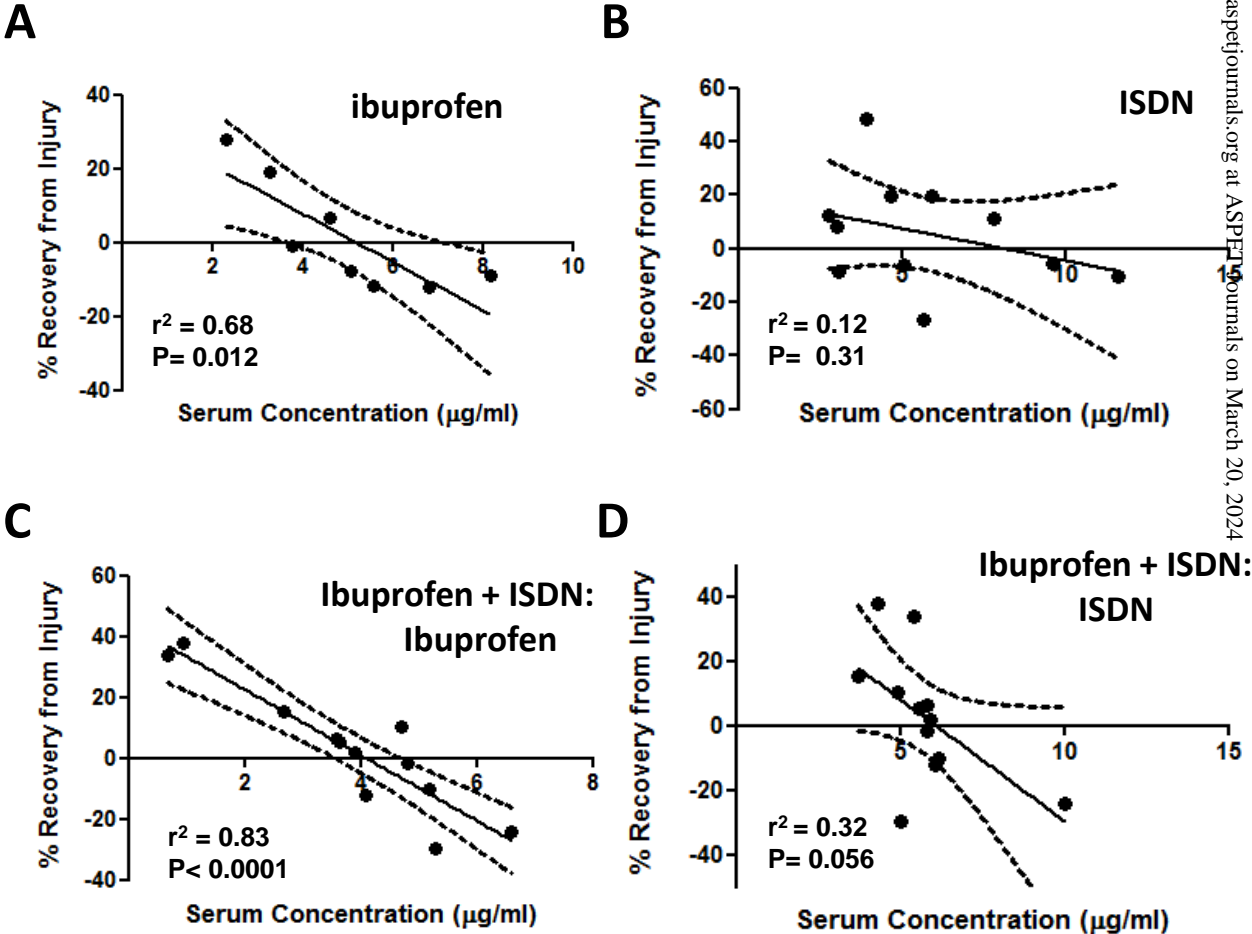 A
ibuprofen
% Recovery from Injury
40
20
0
-20
-40
2
4
6
8
10
r² = 0.68
P= 0.012
Serum Concentration (μg/ml)
B
ISDN
% Recovery from Injury
60
40
20
0
-20
-40
-60
5
10
15
r² = 0.12
P= 0.31
Serum Concentration (μg/ml)
aspetjournals.org at ASPET Journals on March 20, 2024
C
Ibuprofen + ISDN:
Ibuprofen
% Recovery from Injury
60
40
20
0
-20
-40
2
4
6
8
r² = 0.83
P< 0.0001
Serum Concentration (μg/ml)
D
Ibuprofen + ISDN:
ISDN
% Recovery from Injury
40
20
0
-20
-40
5
10
15
r² = 0.32
P= 0.056
Serum Concentration (μg/ml)